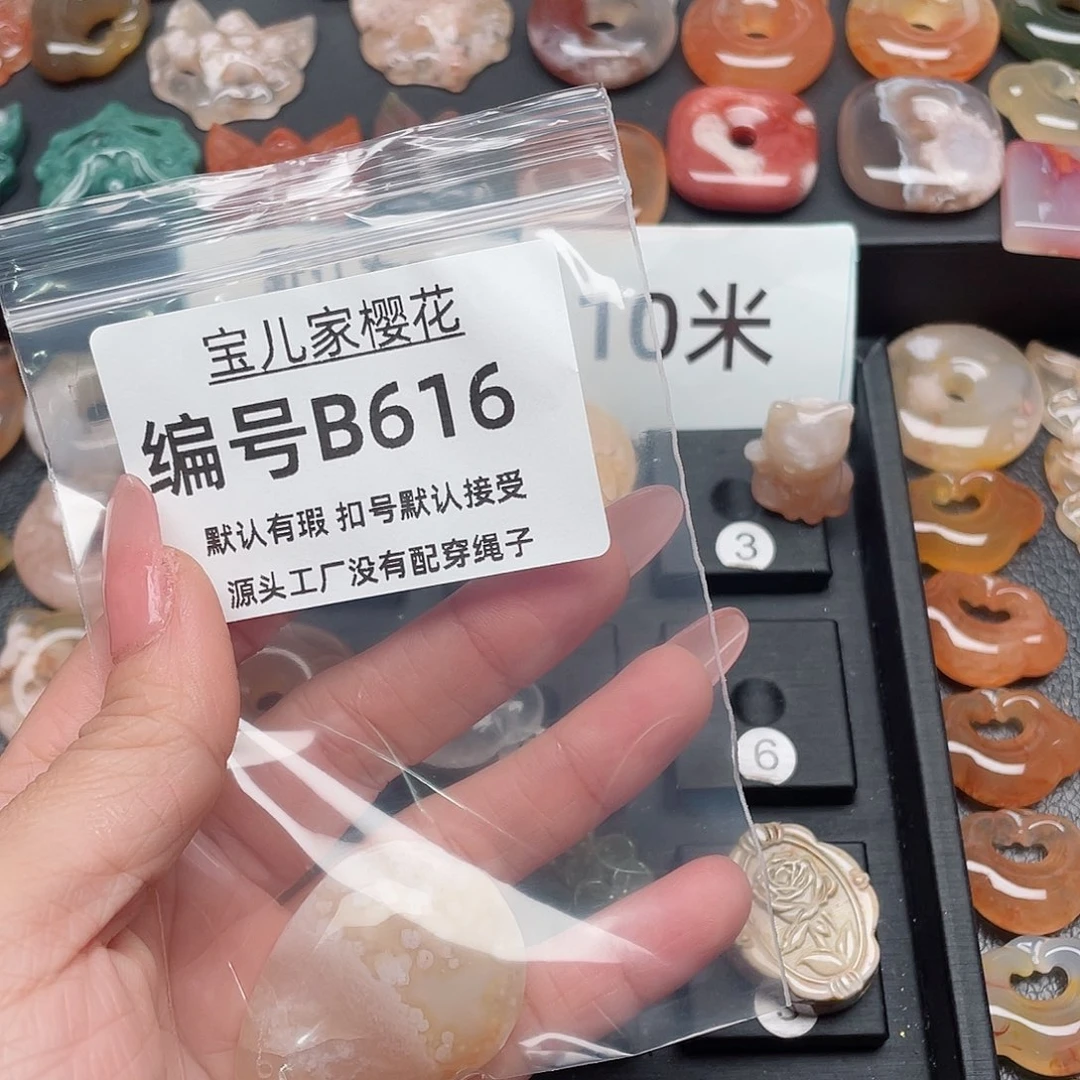 宝儿家樱花
编号B616
默认有瑕 扣号默认接受
源头工厂没有配穿绳子
10米
3
6